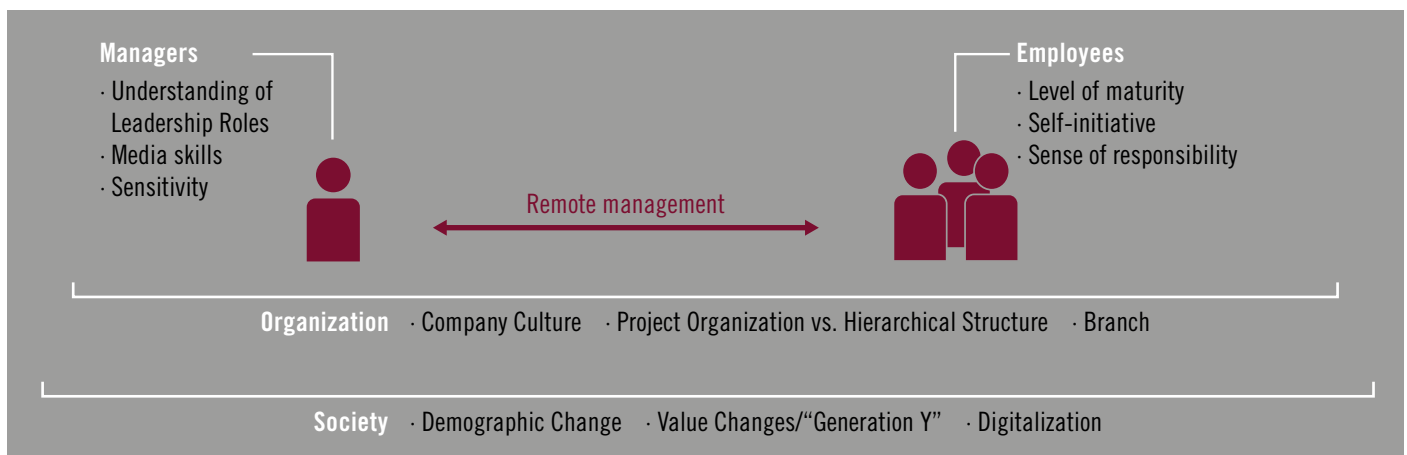 Managers
· Understanding of
Leadership Roles
· Media skills
· Sensitivity
Employees
· Level of maturity
· Self-initiative
· Sense of responsibility
Remote management
Organization · Company Culture · Project Organization vs. Hierarchical Structure · Branch
Society · Demographic Change · Value Changes/“Generation Y” · Digitalization